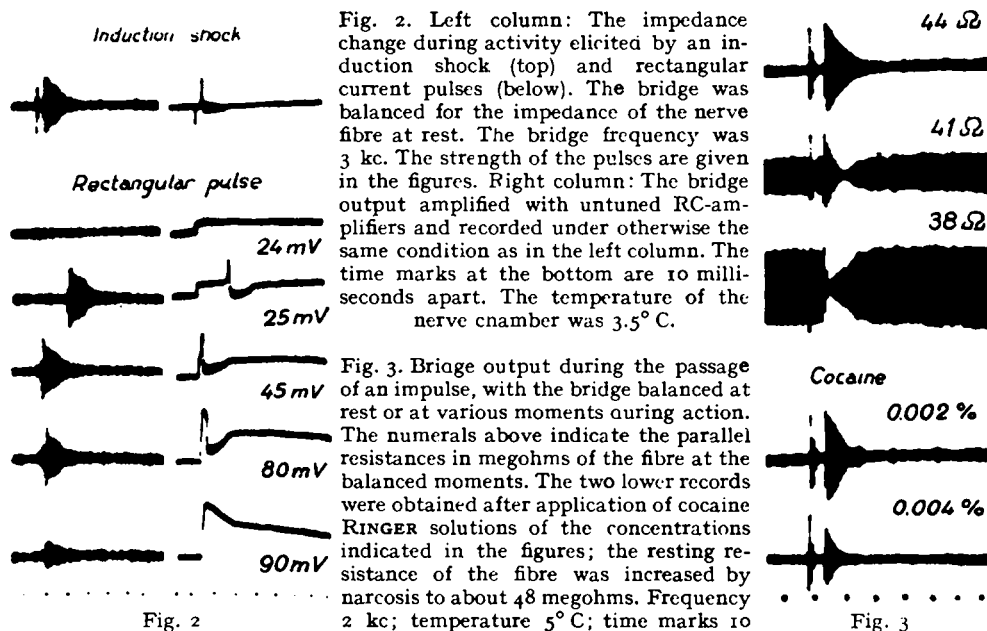 Induction shock
Rectangular pulse
24 mV
25 mV
45 mV
80 mV
90 mV
Fig. 2
Fig. 2. Left column: The impedance
change during activity elicited by an in-
duction shock (top) and rectangular
current pulses (below). The bridge was
balanced for the impedance of the nerve
fibre at rest. The bridge frequency was
3 kc. The strength of the pulses are given
in the figures. Right column: The bridge
output amplified with untuned RC-am-
plifiers and recorded under otherwise the
same condition as in the left column. The
time marks at the bottom are 10 milli-
seconds apart. The temperature of the
nerve cnamber was 3.5° C.
Fig. 3. Briage output during the passage
of an impulse, with the bridge balanced at
rest or at various moments auring action.
The numerals above indicate the parallel
resistances in megohms of the fibre at the
balanced moments. The two lower records
were obtained after application of cocaine
RINGER solutions of the concentrations
indicated in the figures; the resting re-
sistance of the fibre was increased by
narcosis to about 48 megohms. Frequency
2 kc; temperature 5° C; time marks 10
44 Ω
41 Ω
38 Ω
Cocaine
0.002 %
0.004 %
Fig. 3